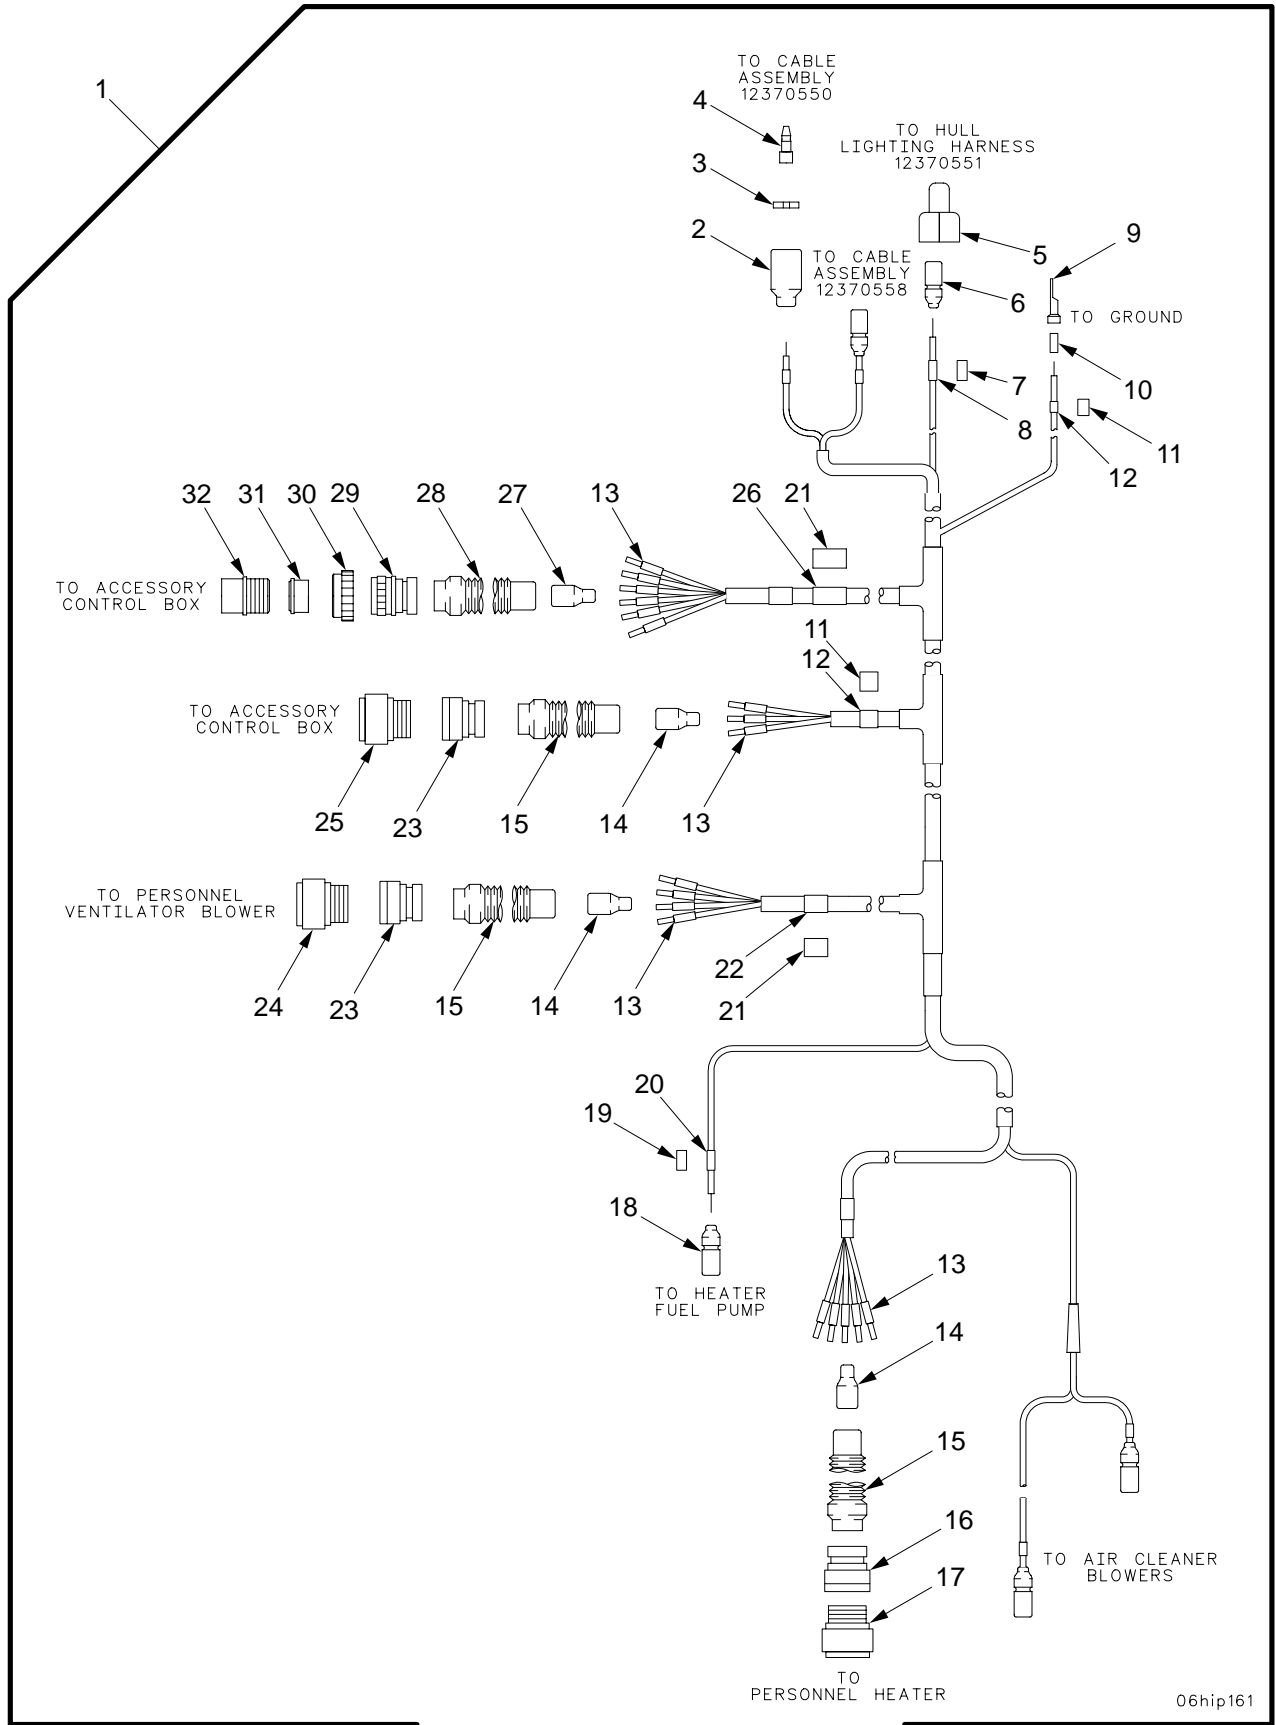 TO CABLE
ASSEMBLY
12370550
1
4
TO HULL
LIGHTING HARNESS
12370551
3
2
TO CABLE
ASSEMBLY
12370558
5
9
6
TO GROUND
7
10
8
11
12
32
31
30
29
28
27
13
26
21
TO ACCESSORY
CONTROL BOX
11
12
TO ACCESSORY
CONTROL BOX
25
23
15
14
13
TO PERSONNEL
VENTILATOR BLOWER
24
23
15
14
13
22
21
20
19
18
TO HEATER
FUEL PUMP
13
14
15
16
TO AIR CLEANER
BLOWERS
17
TO
PERSONNEL HEATER
06hip161